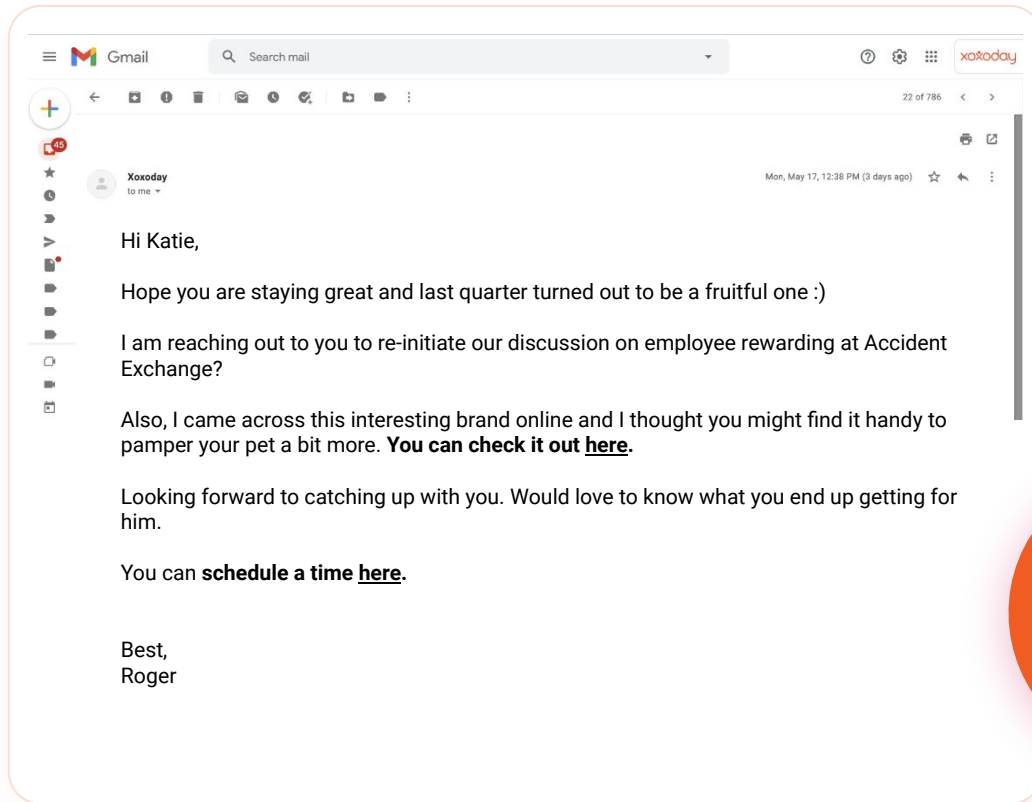 Gmail
Search mail
xoxoday
22 of 786
45
Xoxoday
to me
Mon, May 17, 12:38 PM (3 days ago)
Hi Katie,
Hope you are staying great and last quarter turned out to be a fruitful one :)
I am reaching out to you to re-initiate our discussion on employee rewarding at Accident
Exchange?
Also, I came across this interesting brand online and I thought you might find it handy to
pamper your pet a bit more. You can check it out here.
Looking forward to catching up with you. Would love to know what you end up getting for
him.
You can schedule a time here.
Best,
Roger